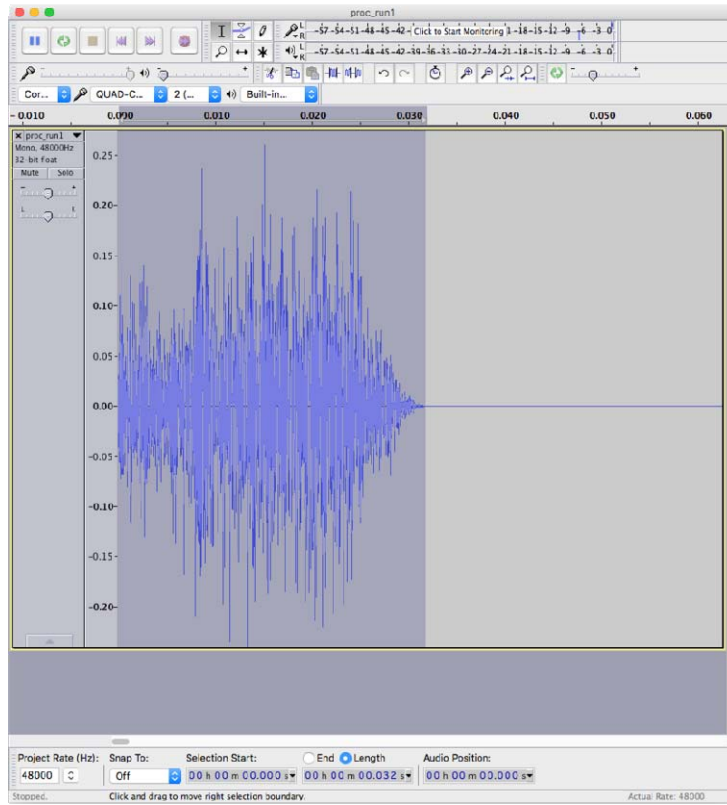 proc_run1
L R -57 -54 -51 -48 -45 -42 - Click to Start Monitoring 1 -18 -15 -12 -9 -6 -3 0
L R -57 -54 -51 -48 -45 -42 -39 -36 -33 -30 -27 -24 -21 -18 -15 -12 -9 -6 -3 0
- + - +
Cor... QUAD-C... 2 (... Built-in...
-0.010 0.000 0.010 0.020 0.030 0.040 0.050 0.060
× proc_run1 ▼
Mono, 48000Hz
32-bit float
Mute Solo
- +
L R
0.25-
0.20-
0.15-
0.10-
0.05-
0.00-
-0.05-
-0.10-
-0.15-
-0.20-
Project Rate (Hz): Snap To: Selection Start: End Length Audio Position:
48000 Off 00 h 00 m 00.000 s 00 h 00 m 00.032 s 00 h 00 m 00.000 s
Stopped. Click and drag to move right selection boundary. Actual Rate: 48000